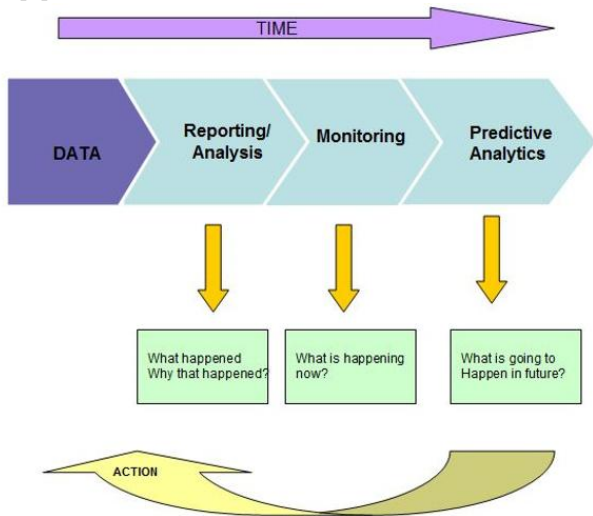 TIME
DATA
Reporting/
Analysis
Monitoring
Predictive
Analytics
What happened
Why that happened?
What is happening
now?
What is going to
Happen in future?
ACTION